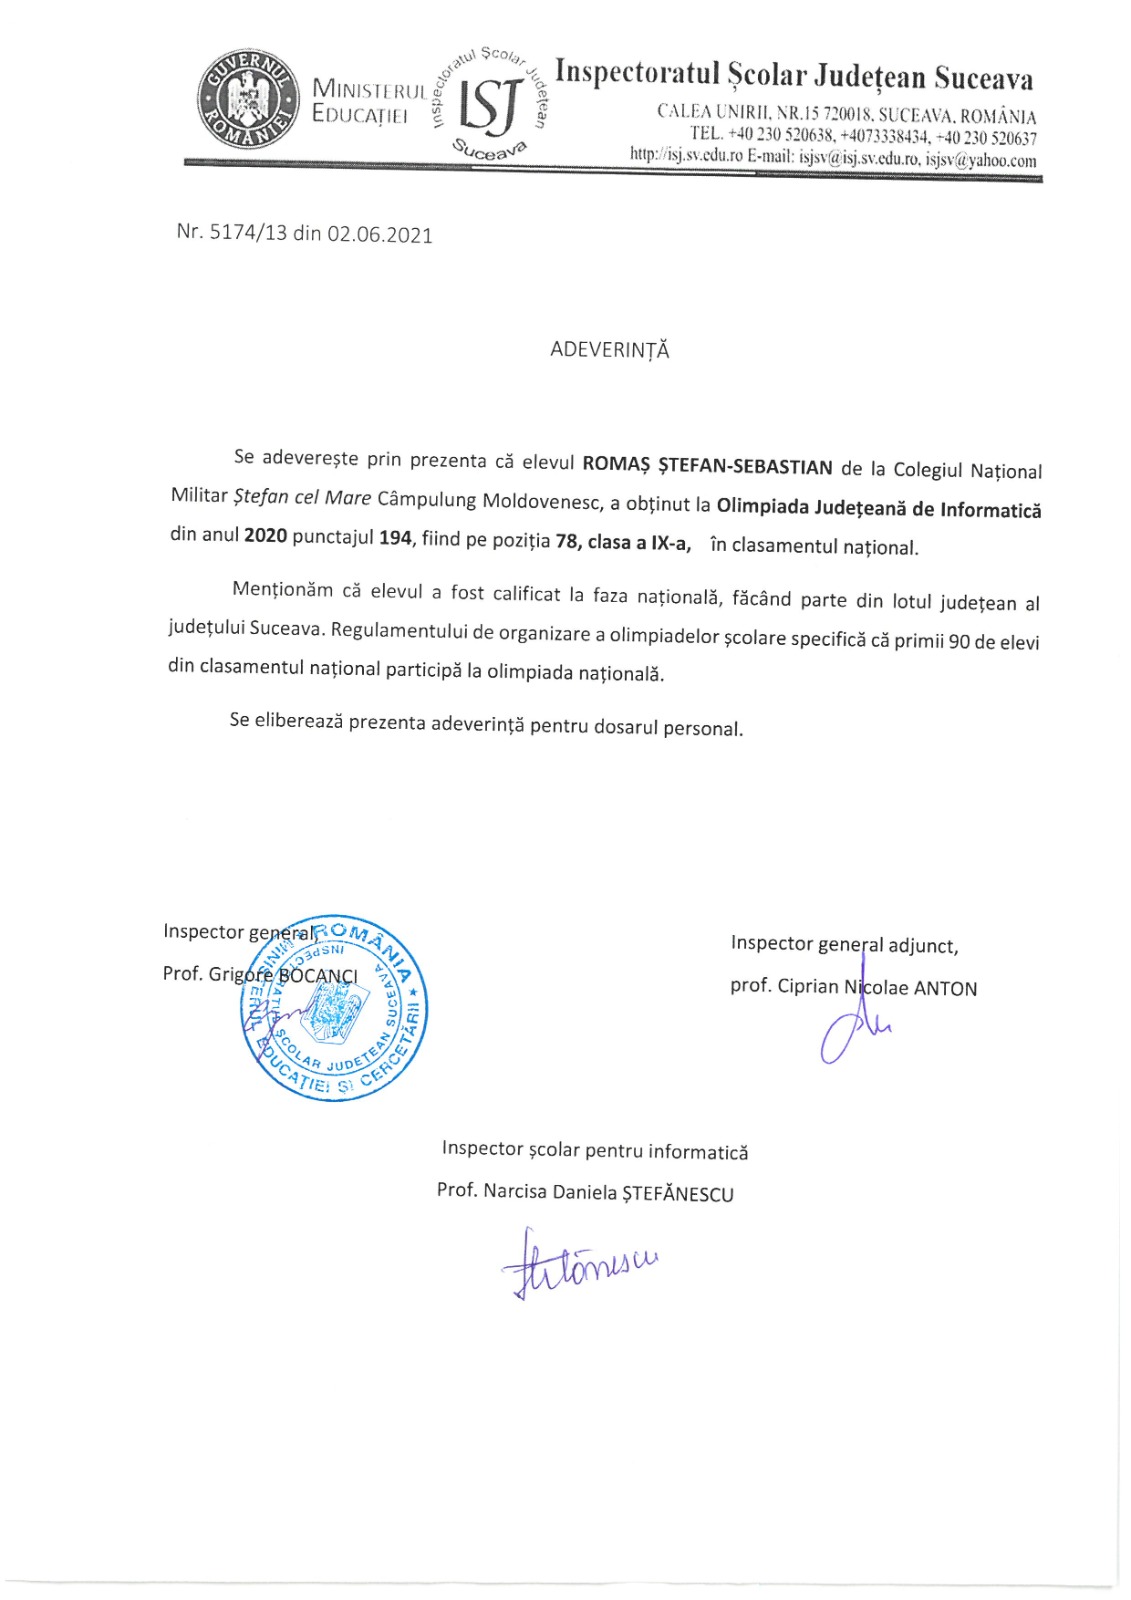 GUVERNUL ROMÂNIEI
MINISTERUL
EDUCAȚIEI
Inspectoratul Școlar Județean
ISJ
Suceava
Inspectoratul Școlar Județean Suceava
CALEA UNIRII, NR.15 720018, SUCEAVA, ROMÂNIA
TEL. +40 230 520638, +4073338434, +40 230 520637
http://isj.sv.edu.ro E-mail: isjsv@isj.sv.edu.ro, isjsv@yahoo.com
Nr. 5174/13 din 02.06.2021
ADEVERINȚĂ
Se adeverește prin prezenta că elevul ROMAȘ ȘTEFAN-SEBASTIAN de la Colegiul Național
Militar Ștefan cel Mare Câmpulung Moldovenesc, a obținut la Olimpiada Județeană de Informatică
din anul 2020 punctajul 194, fiind pe poziția 78, clasa a IX-a, în clasamentul național.
Menționăm că elevul a fost calificat la faza națională, făcând parte din lotul județean al
județului Suceava. Regulamentului de organizare a olimpiadelor școlare specifică că primii 90 de elevi
din clasamentul național participă la olimpiada națională.
Se eliberează prezenta adeverință pentru dosarul personal.
Inspector general,
Prof. Grigore BOCANCI
ROMÂNIA
MINISTERUL EDUCAȚIEI ȘI CERCETĂRII
INSPECTORATUL ȘCOLAR JUDEȚEAN SUCEAVA
Inspector general adjunct,
prof. Ciprian Nicolae ANTON
Inspector școlar pentru informatică
Prof. Narcisa Daniela ȘTEFĂNESCU
Ștefănescu